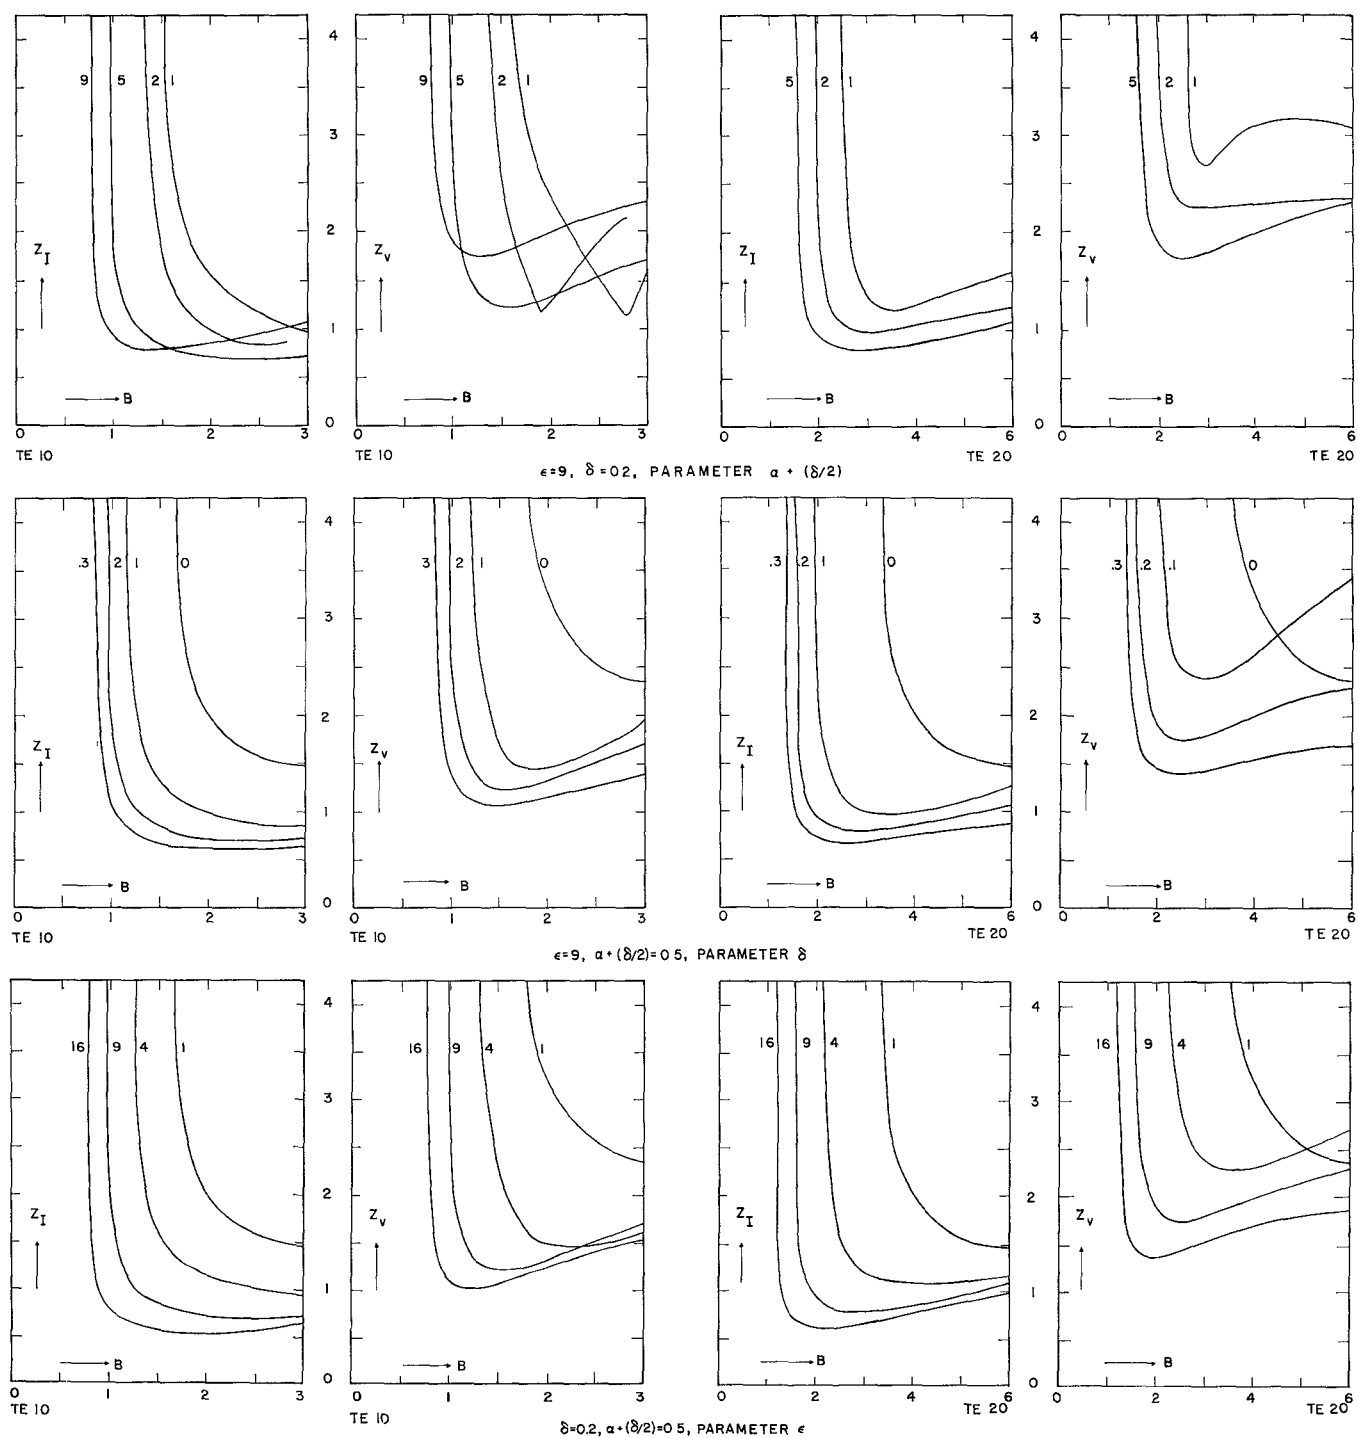 9 5 2 1
Z_I
B
0 1 2 3
TE 10
4
3
2
1
0
9 5 2 1
Z_v
B
0 1 2 3
TE 10
5 2 1
Z_I
B
0 2 4 6
TE 20
4
3
2
1
0
5 2 1
Z_v
B
0 2 4 6
TE 20
ϵ=9, δ=02, PARAMETER α + (δ/2)
.3 2 1 0
Z_I
B
0 1 2 3
TE 10
4
3
2
1
0
3 2 1 0
Z_v
B
0 1 2 3
TE 10
.3 .2 1 0
Z_I
B
0 2 4 6
TE 20
4
3
2
1
0
.3 .2 .1 0
Z_v
B
0 2 4 6
TE 20
ϵ=9, α+(δ/2)=0 5, PARAMETER δ
16 9 4 1
Z_I
B
0 1 2 3
TE 10
4
3
2
1
0
16 9 4 1
Z_v
B
0 1 2 3
TE 10
16 9 4 1
Z_I
B
0 2 4 6
TE 20
4
3
2
1
0
16 9 4 1
Z_v
B
0 2 4 6
TE 20
δ=0.2, α+(δ/2)=0 5, PARAMETER ϵ